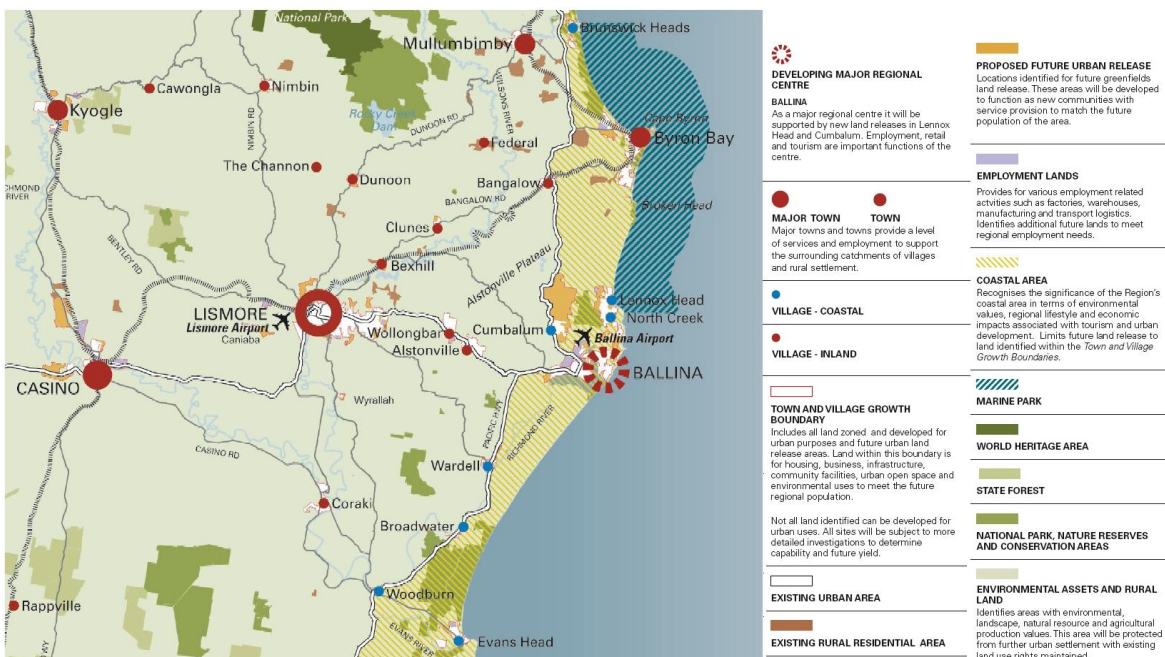 National Park
Brunswick Heads
Mullumbimby
Cawongla
Nimbin
Kyogle
Rocky Creek
Dam
WILSONS RIVER
DUNOON RD
NIMBIN RD
Federal
Cape Byron
Byron Bay
The Channon
Dunoon
Bangalow
BANGALOW RD
RICHMOND
RIVER
Broken Head
Clunes
BENTLEY RD
Bexhill
Alstonville Plateau
LISMORE
Lismore Airport
Caniaba
Lennox Head
North Creek
Wollongbar
Cumbalum
Ballina Airport
Alstonville
BALLINA
CASINO
Wyrallah
PACIFIC HWY
RICHMOND RIVER
CASINO RD
Wardell
Coraki
Broadwater
Woodburn
Rappville
EVANS RIVER
Evans Head
HWY
DEVELOPING MAJOR REGIONAL
CENTRE
BALLINA
As a major regional centre it will be
supported by new land releases in Lennox
Head and Cumbalum. Employment, retail
and tourism are important functions of the
centre.
MAJOR TOWN
TOWN
Major towns and towns provide a level
of services and employment to support
the surrounding catchments of villages
and rural settlement.
VILLAGE - COASTAL
VILLAGE - INLAND
TOWN AND VILLAGE GROWTH
BOUNDARY
Includes all land zoned and developed for
urban purposes and future urban land
release areas. Land within this boundary is
for housing, business, infrastructure,
community facilities, urban open space and
environmental uses to meet the future
regional population.
Not all land identified can be developed for
urban uses. All sites will be subject to more
detailed investigations to determine
capability and future yield.
EXISTING URBAN AREA
EXISTING RURAL RESIDENTIAL AREA
PROPOSED FUTURE URBAN RELEASE
Locations identified for future greenfields
land release. These areas will be developed
to function as new communities with
service provision to match the future
population of the area.
EMPLOYMENT LANDS
Provides for various employment related
actvities such as factories, warehouses,
manufacturing and transport logistics.
Identifies additional future lands to meet
regional employment needs.
COASTAL AREA
Recognises the significance of the Region's
coastal area in terms of environmental
values, regional lifestyle and economic
impacts associated with tourism and urban
development. Limits future land release to
land identified within the Town and Village
Growth Boundaries.
MARINE PARK
WORLD HERITAGE AREA
STATE FOREST
NATIONAL PARK, NATURE RESERVES
AND CONSERVATION AREAS
ENVIRONMENTAL ASSETS AND RURAL
LAND
Identifies areas with environmental,
landscape, natural resource and agricultural
production values. This area will be protected
from further urban settlement with existing
land use rights maintained.